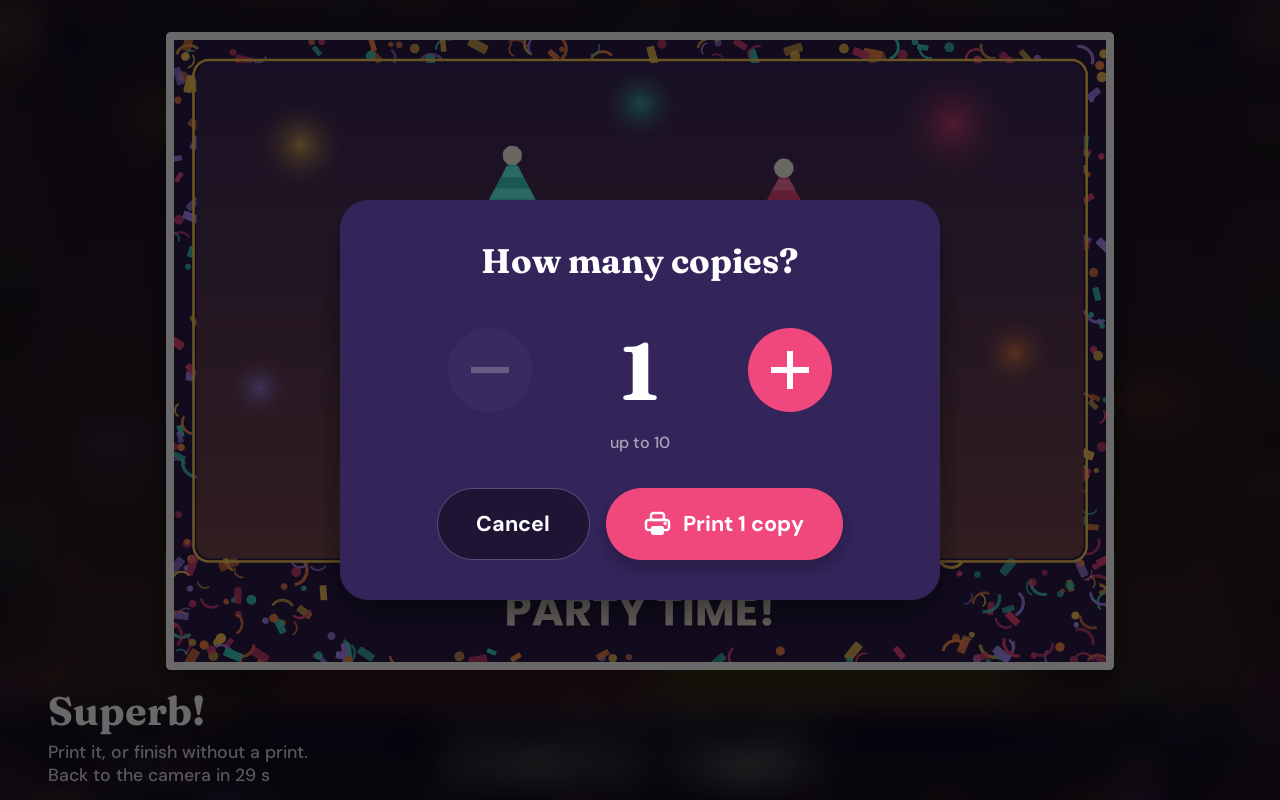 How many copies?
1
up to 10
Cancel
Print 1 copy
PARTY TIME!
Superb!
Print it, or finish without a print.
Back to the camera in 29 s